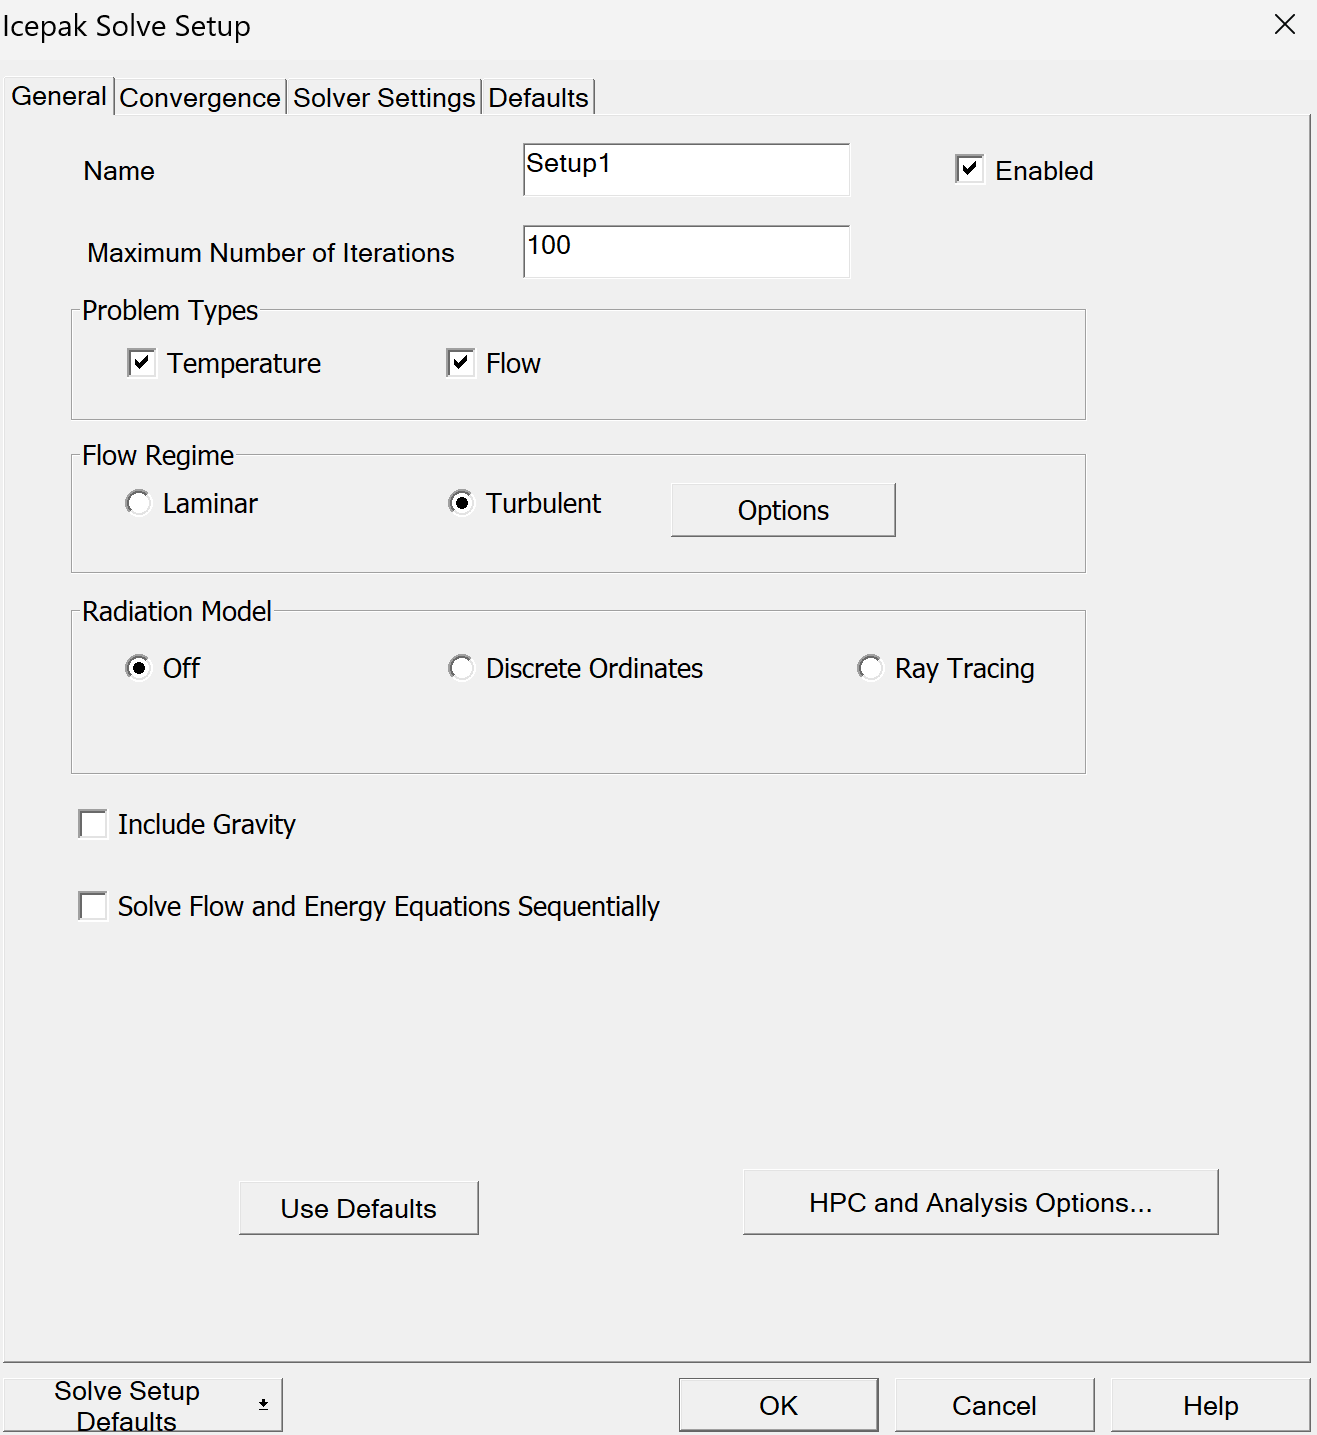 Icepak Solve Setup
General Convergence Solver Settings Defaults
Name Setup1 Enabled
Maximum Number of Iterations 100
Problem Types
Temperature Flow
Flow Regime
Laminar Turbulent Options
Radiation Model
Off Discrete Ordinates Ray Tracing
Include Gravity
Solve Flow and Energy Equations Sequentially
Use Defaults HPC and Analysis Options...
Solve Setup
Defaults
OK Cancel Help